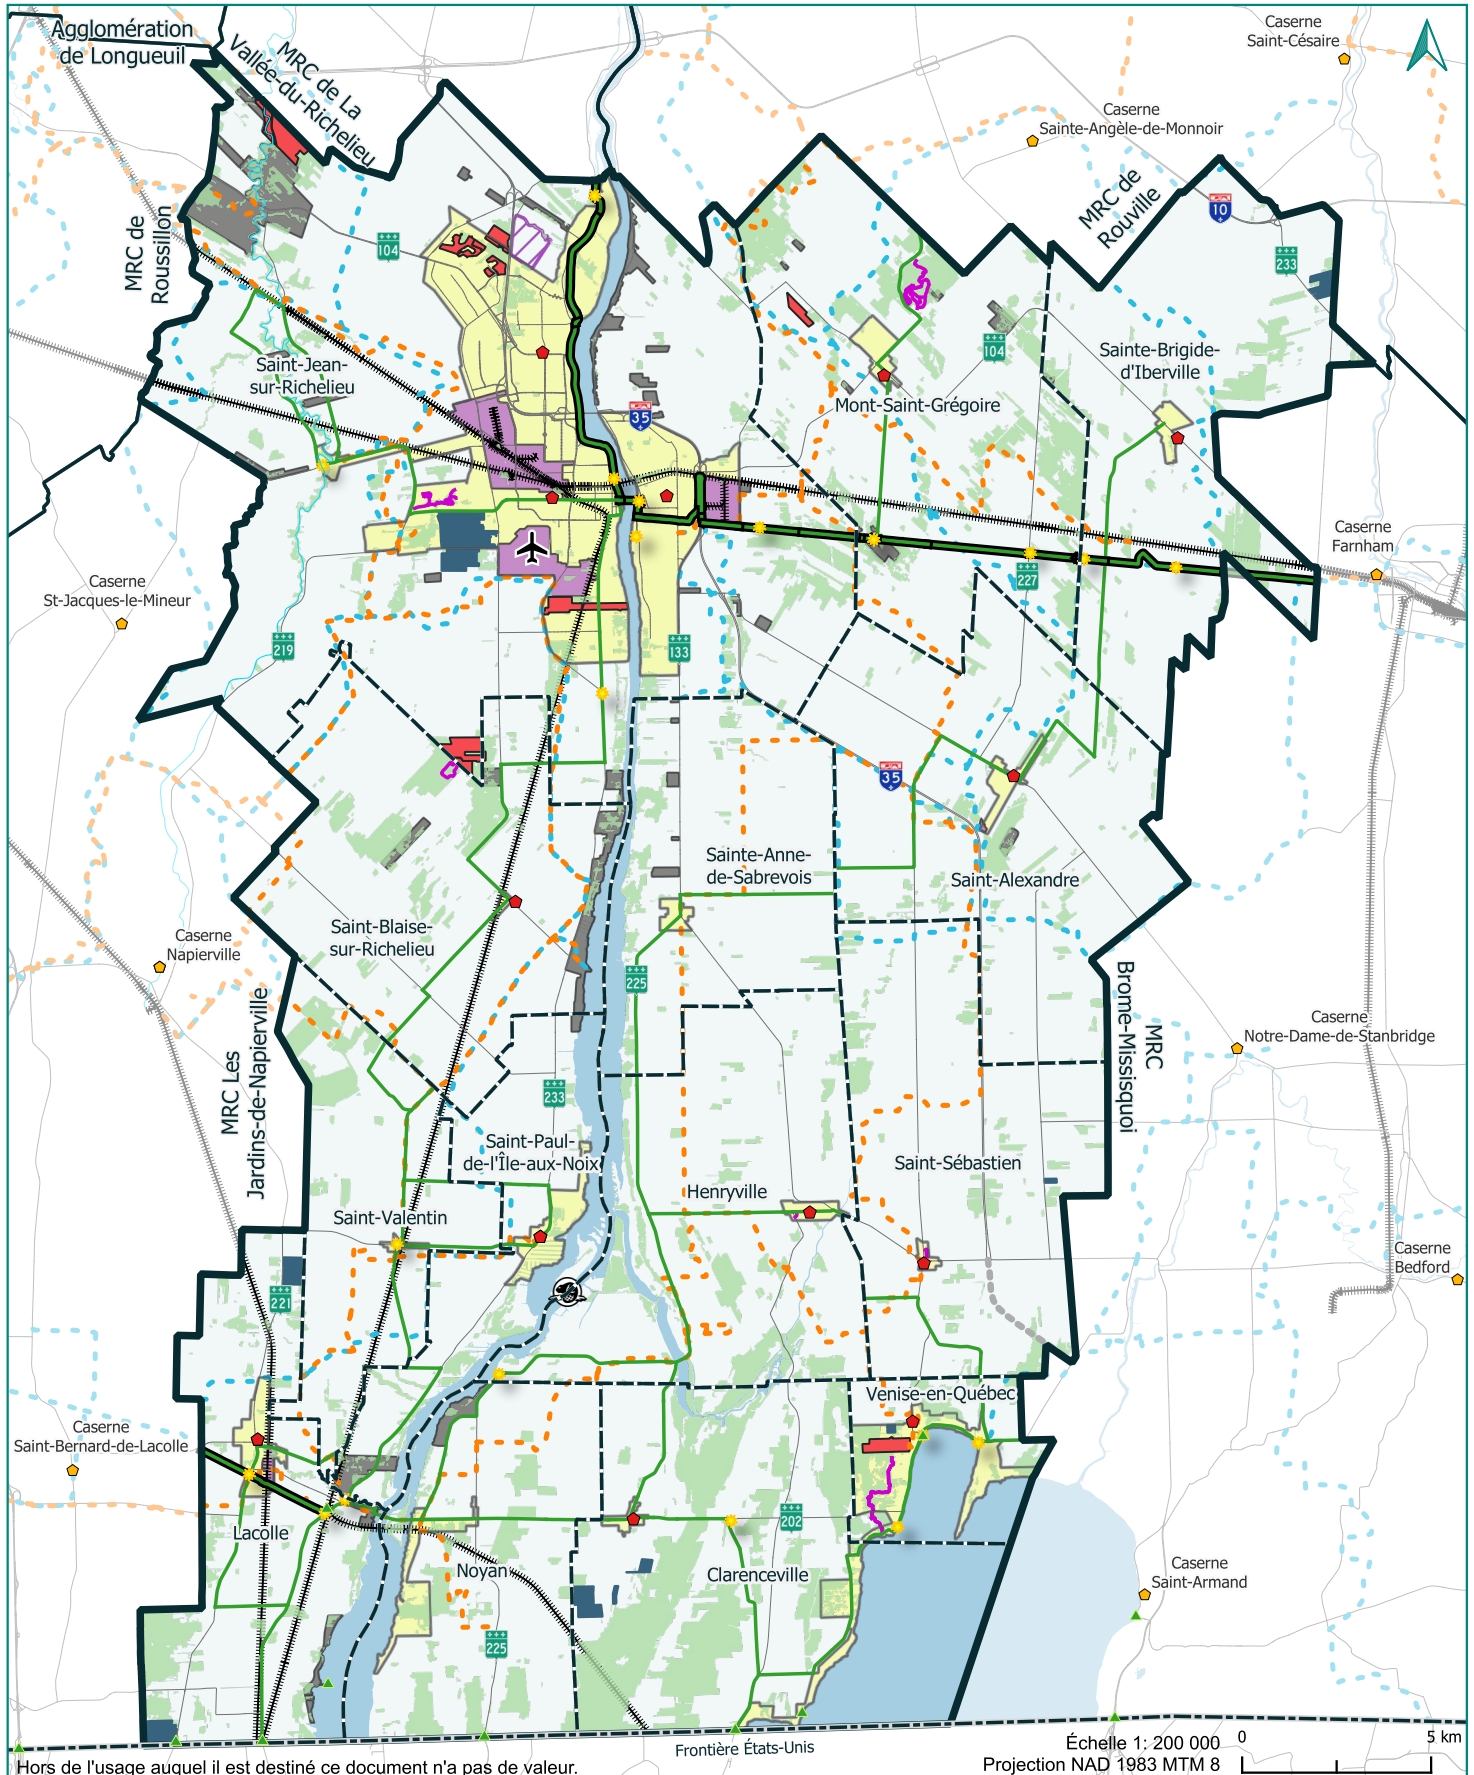 Agglomération
de Longueuil
MRC de La
Vallée-du-Richelieu
Caserne
Saint-Césaire
Caserne
Sainte-Angèle-de-Monnoir
MRC de
Rouville
10
233
MRC de
Roussillon
104
Saint-Jean-
sur-Richelieu
35
104
Mont-Saint-Grégoire
Sainte-Brigide-
d'Iberville
Caserne
Farnham
Caserne
St-Jacques-le-Mineur
227
219
133
35
Sainte-Anne-
de-Sabrevois
Saint-Alexandre
Saint-Blaise-
sur-Richelieu
Caserne
Napierville
225
MRC
Brome-Missisquoi
Caserne
Notre-Dame-de-Stanbridge
MRC Les
Jardins-de-Napierville
233
Saint-Paul-
de-l'Île-aux-Noix
Saint-Sébastien
Henryville
Saint-Valentin
Caserne
Bedford
221
Venise-en-Québec
Caserne
Saint-Bernard-de-Lacolle
202
Lacolle
Noyan
Clarenceville
Caserne
Saint-Armand
225
Frontière États-Unis
Échelle 1: 200 000
Projection NAD 1983 MTM 8
0
5 km
Hors de l'usage auquel il est destiné ce document n'a pas de valeur.